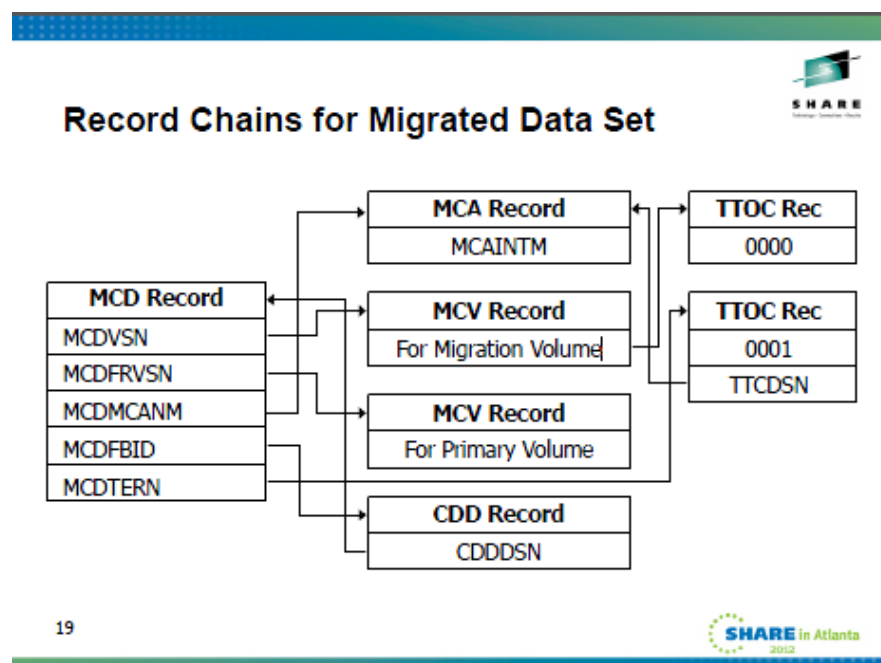 SHARE
Record Chains for Migrated Data Set
MCA Record
MCAINTM
TTOC Rec
0000
MCD Record
MCDVSN
MCDFRVSN
MCDMCANM
MCDFBID
MCDTERN
MCV Record
For Migration Volume
TTOC Rec
0001
TTCDSN
MCV Record
For Primary Volume
CDD Record
CDDDSN
19
SHARE in Atlanta
2012